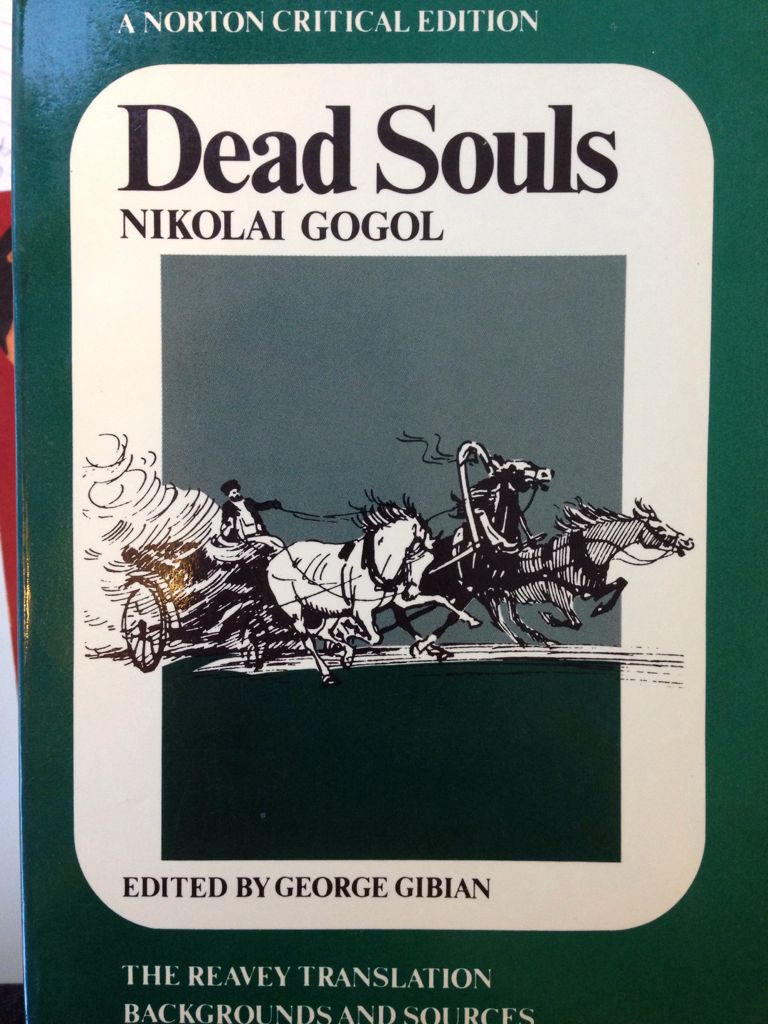 A NORTON CRITICAL EDITION
Dead Souls
NIKOLAI GOGOL
EDITED BY GEORGE GIBIAN
THE REAVEY TRANSLATION
BACKGROUNDS AND SOURCES